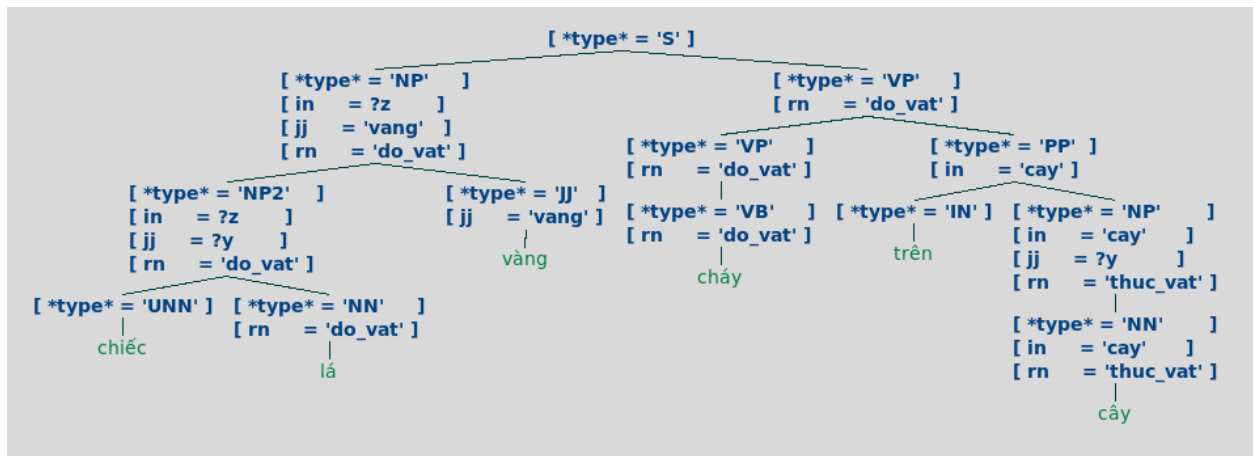 [ *type* = 'S' ]
[ *type* = 'NP' ] [ *type* = 'VP' ]
[ in = ?z ] [ rn = 'do_vat' ]
[ jj = 'vang' ]
[ rn = 'do_vat' ]
[ *type* = 'VP' ] [ *type* = 'PP' ]
[ rn = 'do_vat' ] [ in = 'cay' ]
[ *type* = 'NP2' ] [ *type* = 'JJ' ]
[ in = ?z ] [ jj = 'vang' ]
[ jj = ?y ]
[ rn = 'do_vat' ]
vàng
[ *type* = 'VB' ] [ *type* = 'IN' ] [ *type* = 'NP' ]
[ rn = 'do_vat' ] [ in = 'cay' ]
[ jj = ?y ]
[ rn = 'thuc_vat' ]
cháy
trên
[ *type* = 'UNN' ] [ *type* = 'NN' ]
[ rn = 'do_vat' ]
chiếc
lá
[ *type* = 'NN' ]
[ in = 'cay' ]
[ rn = 'thuc_vat' ]
cây